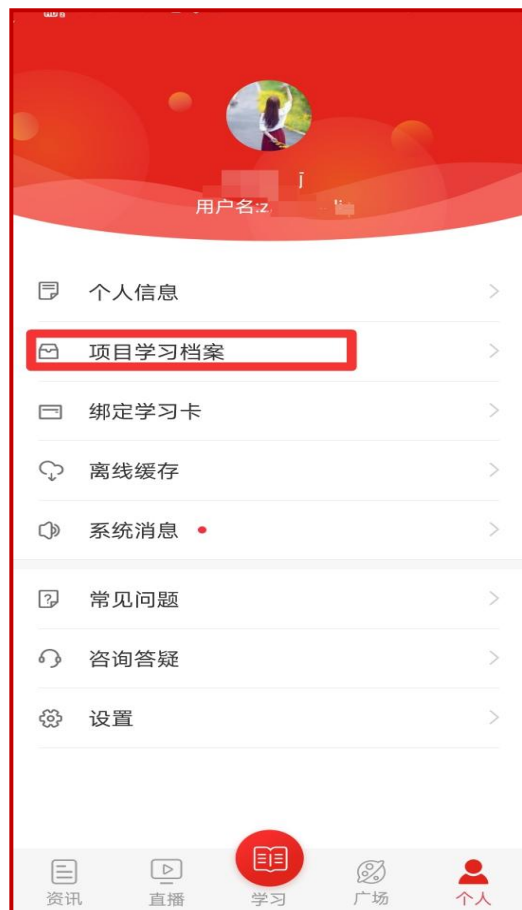 用户名:z
个人信息
项目学习档案
绑定学习卡
离线缓存
系统消息
常见问题
咨询答疑
设置
资讯
直播
学习
广场
个人